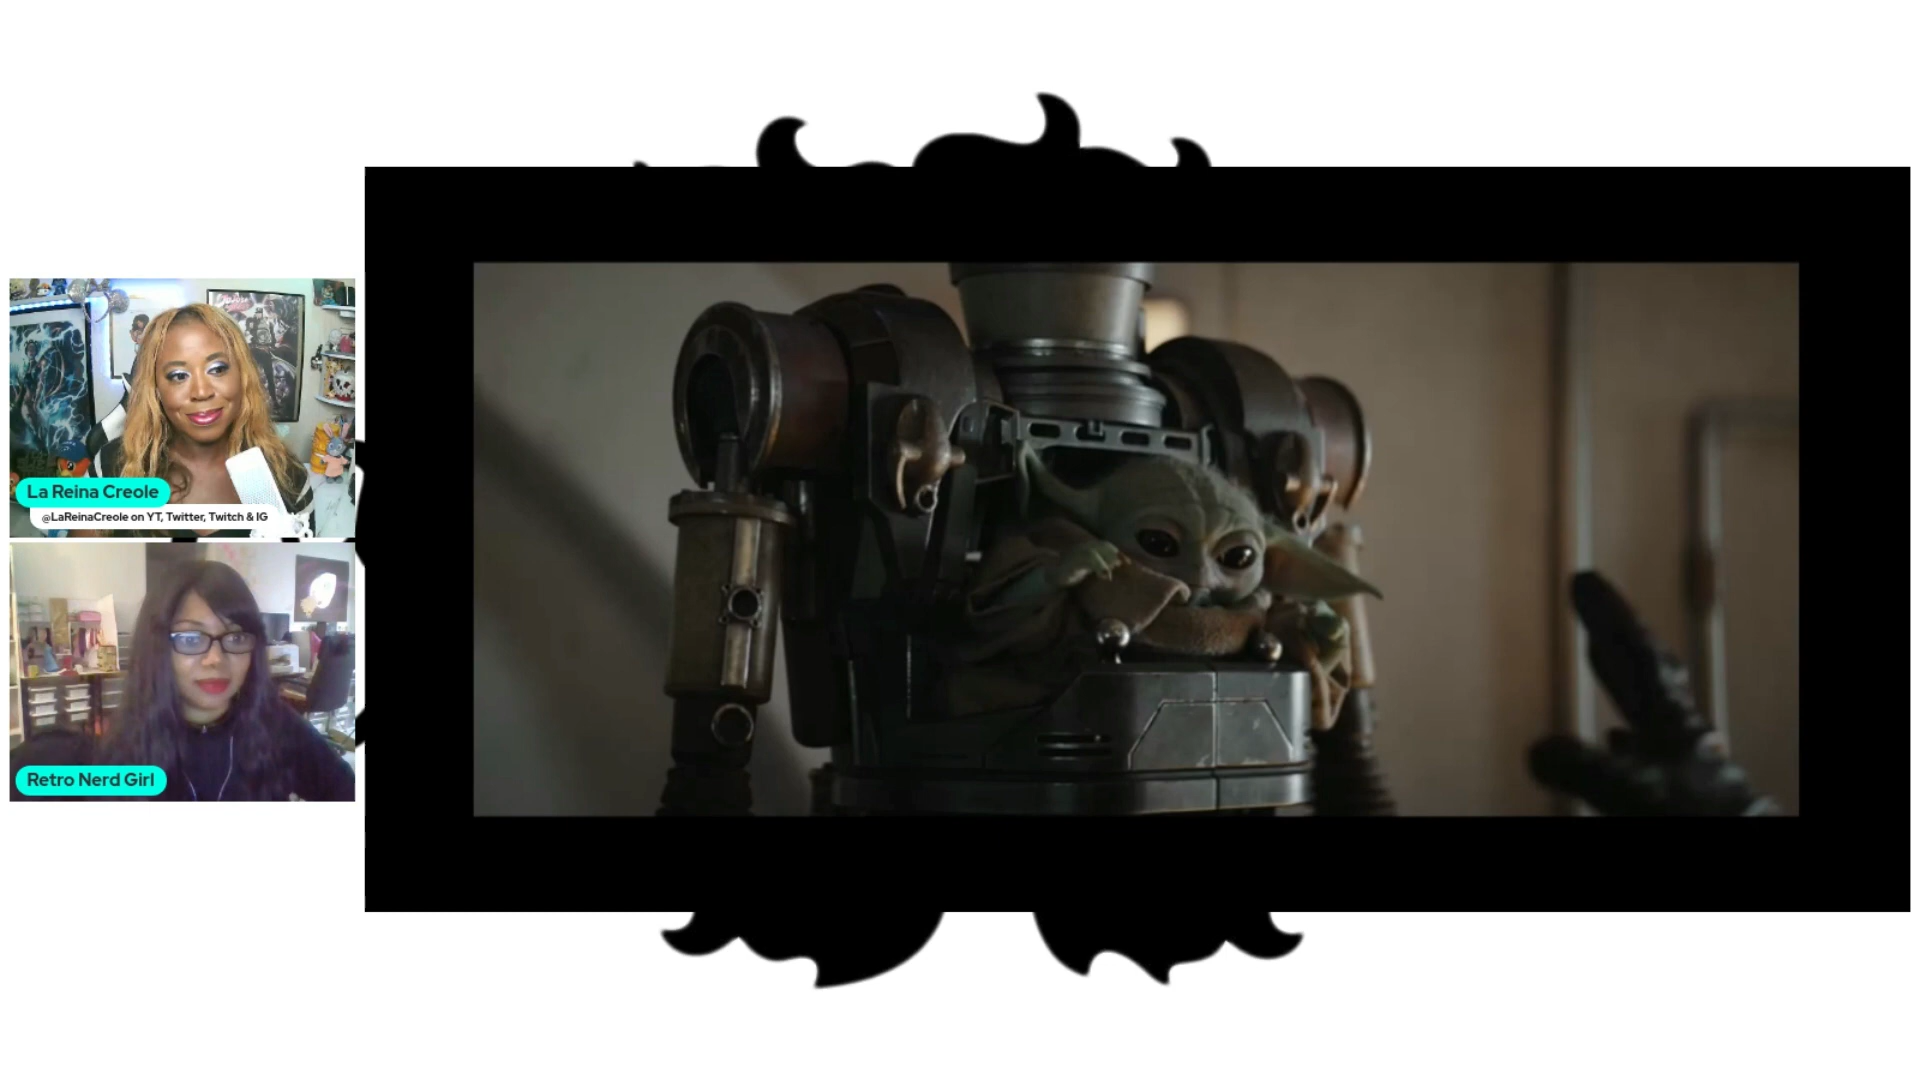 La Reina Creole
@LaReinaCreole on YT, Twitter, Twitch & IG
Retro Nerd Girl